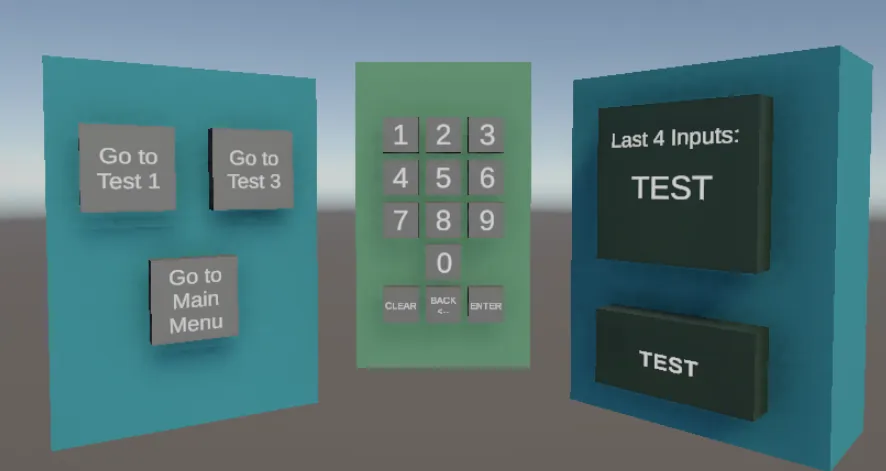 Go to
Test 1
Go to
Test 3
Go to
Main
Menu
1 2 3
4 5 6
7 8 9
0
CLEAR BACK <-- ENTER
Last 4 Inputs:
TEST
TEST